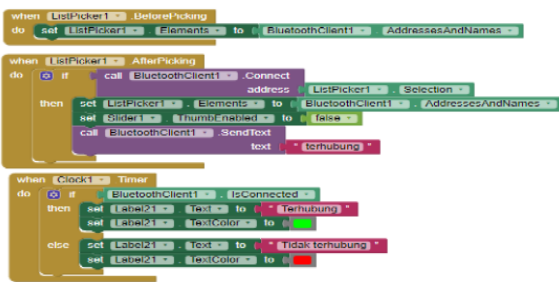 when ListPicker1 .BeforePicking
do set ListPicker1 . Elements to BluetoothClient1 . AddressesAndNames
when ListPicker1 .AfterPicking
do if call BluetoothClient1 .Connect
address ListPicker1 . Selection
then set ListPicker1 . Elements to BluetoothClient1 . AddressesAndNames
set Slider1 . ThumbEnabled to false
call BluetoothClient1 .SendText
text " terhubung "
when Clock1 .Timer
do if BluetoothClient1 . IsConnected
then set Label21 . Text to " Terhubung "
set Label21 . TextColor to
else set Label21 . Text to " Tidak terhubung "
set Label21 . TextColor to